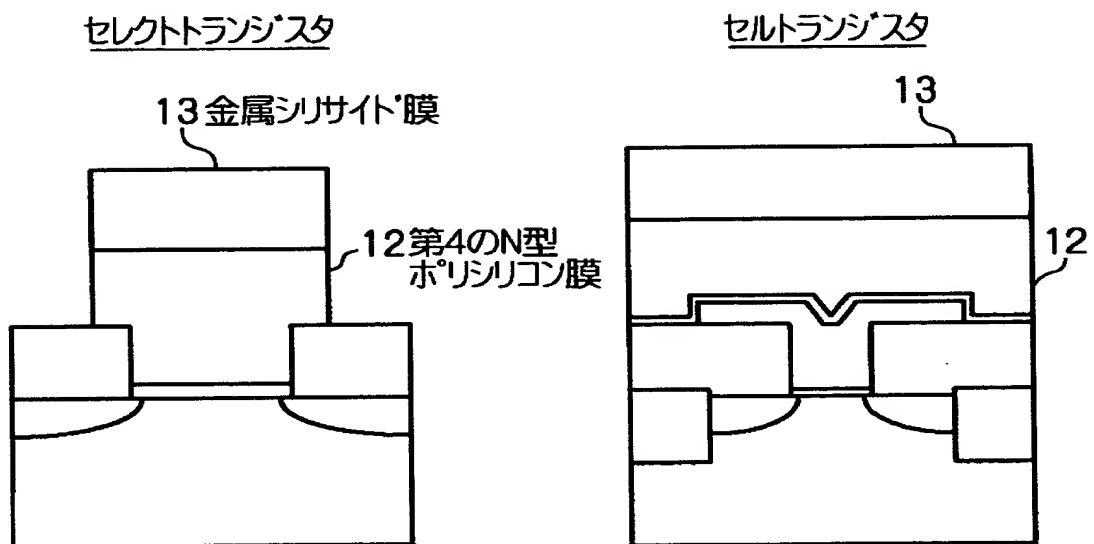 セレクトトランジスタ
セルトランジスタ
13金属シリサイド膜
13
12第4のN型
ポリシリコン膜
12